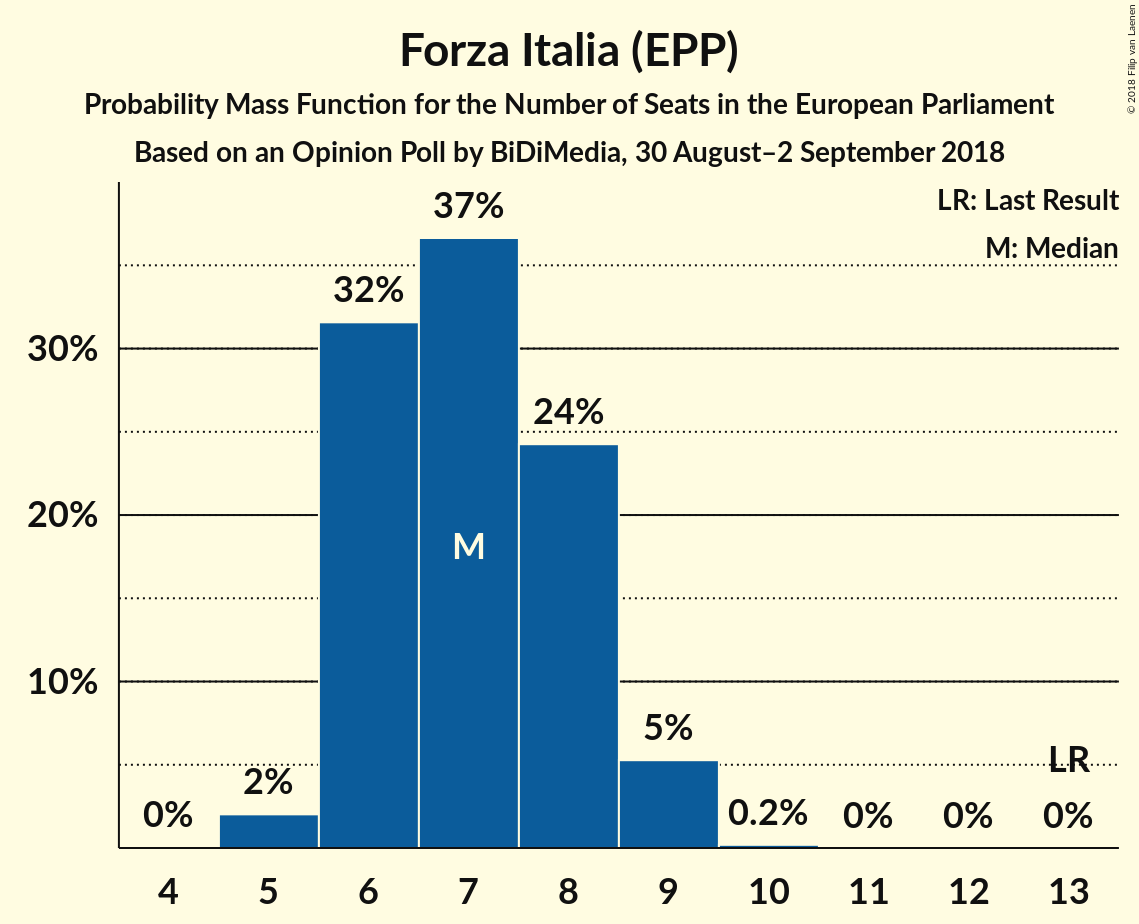 Forza Italia (EPP)
Probability Mass Function for the Number of Seats in the European Parliament
Based on an Opinion Poll by BiDiMedia, 30 August–2 September 2018
© 2018 Filip van Laenen
LR: Last Result
M: Median
37%
32%
30%
24%
20%
M
10%
5%
LR
2%
0%
0.2%
0%
0%
0%
4 5 6 7 8 9 10 11 12 13